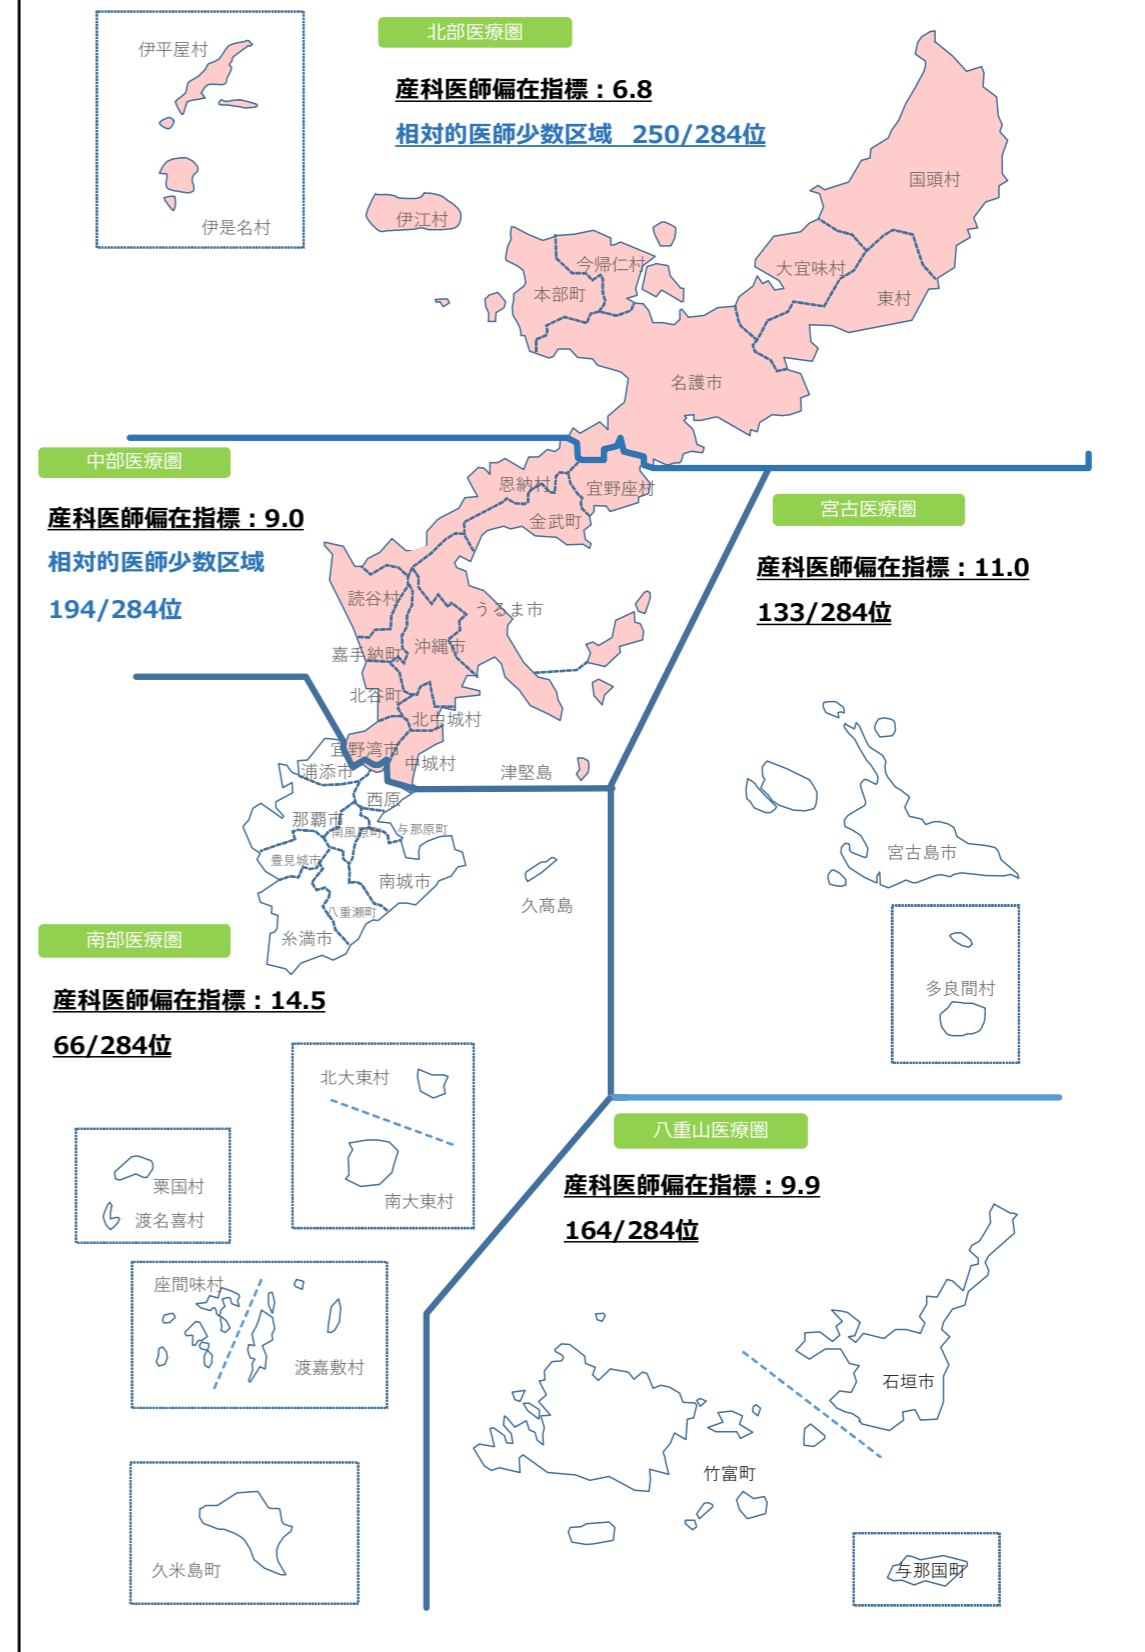 北部医療圏
産科医師偏在指標：6.8
相対的医師少数区域 250/284位
伊平屋村
伊是名村
伊江村
国頭村
大宜味村
東村
今帰仁村
本部町
名護市
中部医療圏
産科医師偏在指標：9.0
相対的医師少数区域
194/284位
恩納村
宜野座村
金武町
読谷村
うるま市
嘉手納町
沖縄市
北谷町
北中城村
宜野湾市
中城村
津堅島
宮古医療圏
産科医師偏在指標：11.0
133/284位
宮古島市
多良間村
浦添市
西原
那覇市
南風原町
与那原町
豊見城市
南城市
八重瀬町
糸満市
久髙島
南部医療圏
産科医師偏在指標：14.5
66/284位
北大東村
南大東村
粟国村
渡名喜村
座間味村
渡嘉敷村
久米島町
八重山医療圏
産科医師偏在指標：9.9
164/284位
石垣市
竹富町
与那国町